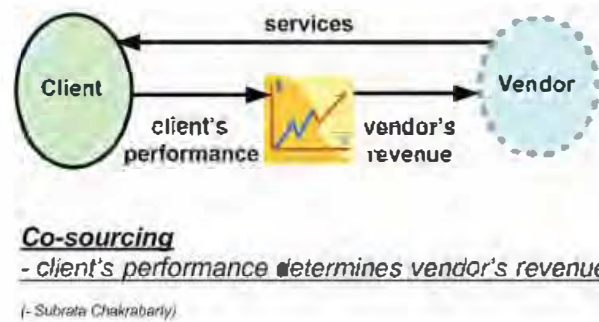 services
Client
Vendor
client's
performance
vendor's
revenue
Co-sourcing
- client's performance determines vendor's revenue
(- Subrata Chakrabarty)